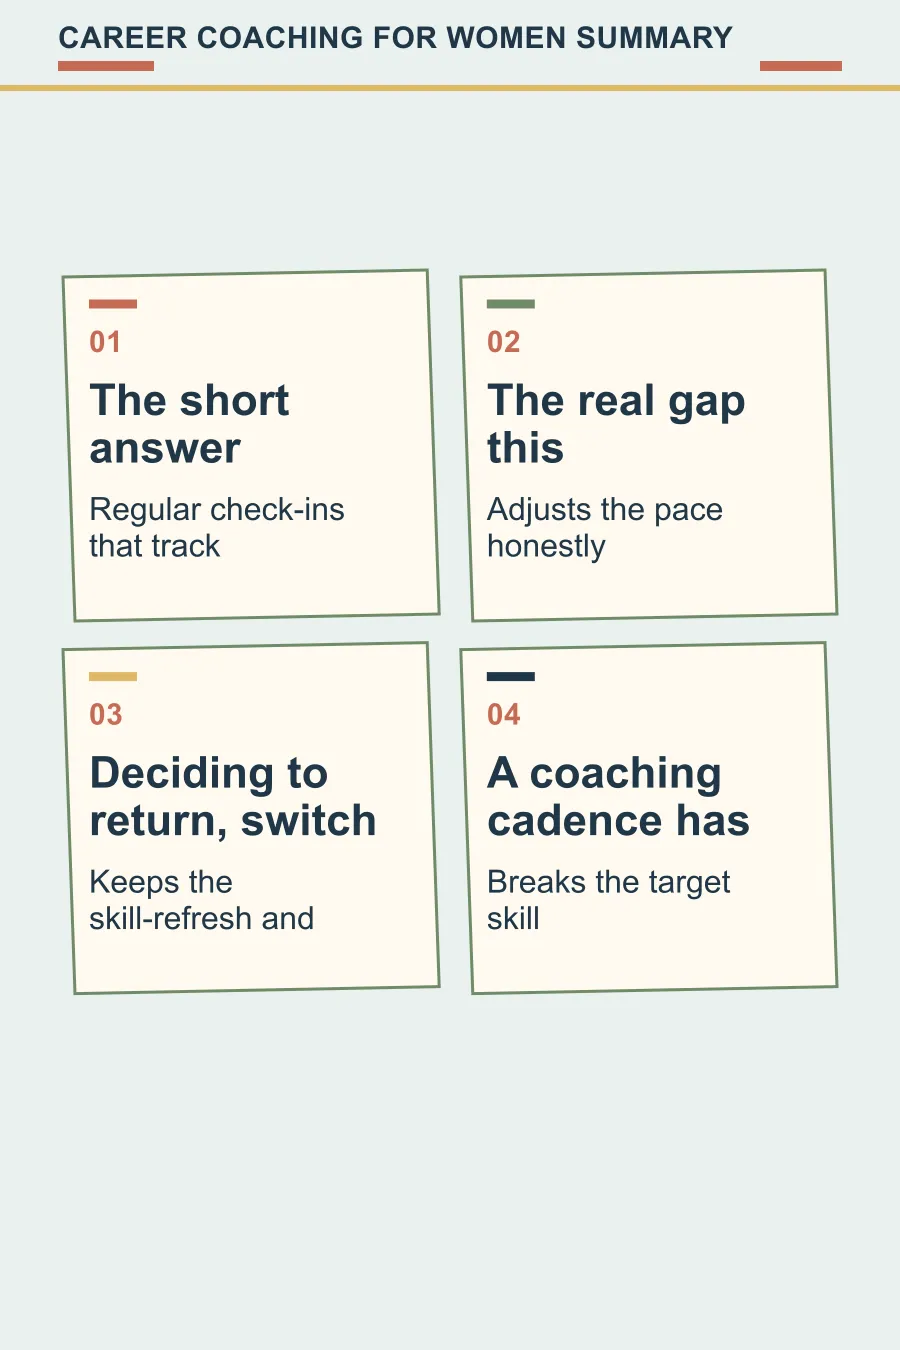 CAREER COACHING FOR WOMEN SUMMARY
01
The short
answer
Regular check-ins
that track
02
The real gap
this
Adjusts the pace
honestly
03
Deciding to
return, switch
Keeps the
skill-refresh and
04
A coaching
cadence has
Breaks the target
skill